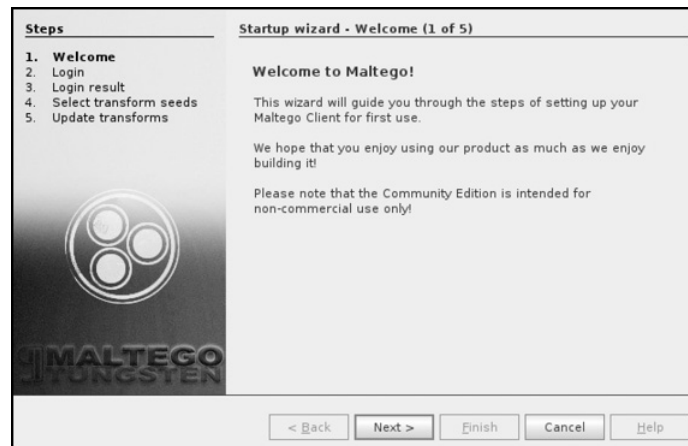 Steps
1. Welcome
2. Login
3. Login result
4. Select transform seeds
5. Update transforms
MALTEGO
TUNGSTEN
Startup wizard - Welcome (1 of 5)
Welcome to Maltego!
This wizard will guide you through the steps of setting up your
Maltego Client for first use.
We hope that you enjoy using our product as much as we enjoy
building it!
Please note that the Community Edition is intended for
non-commercial use only!
< Back Next > Finish Cancel Help